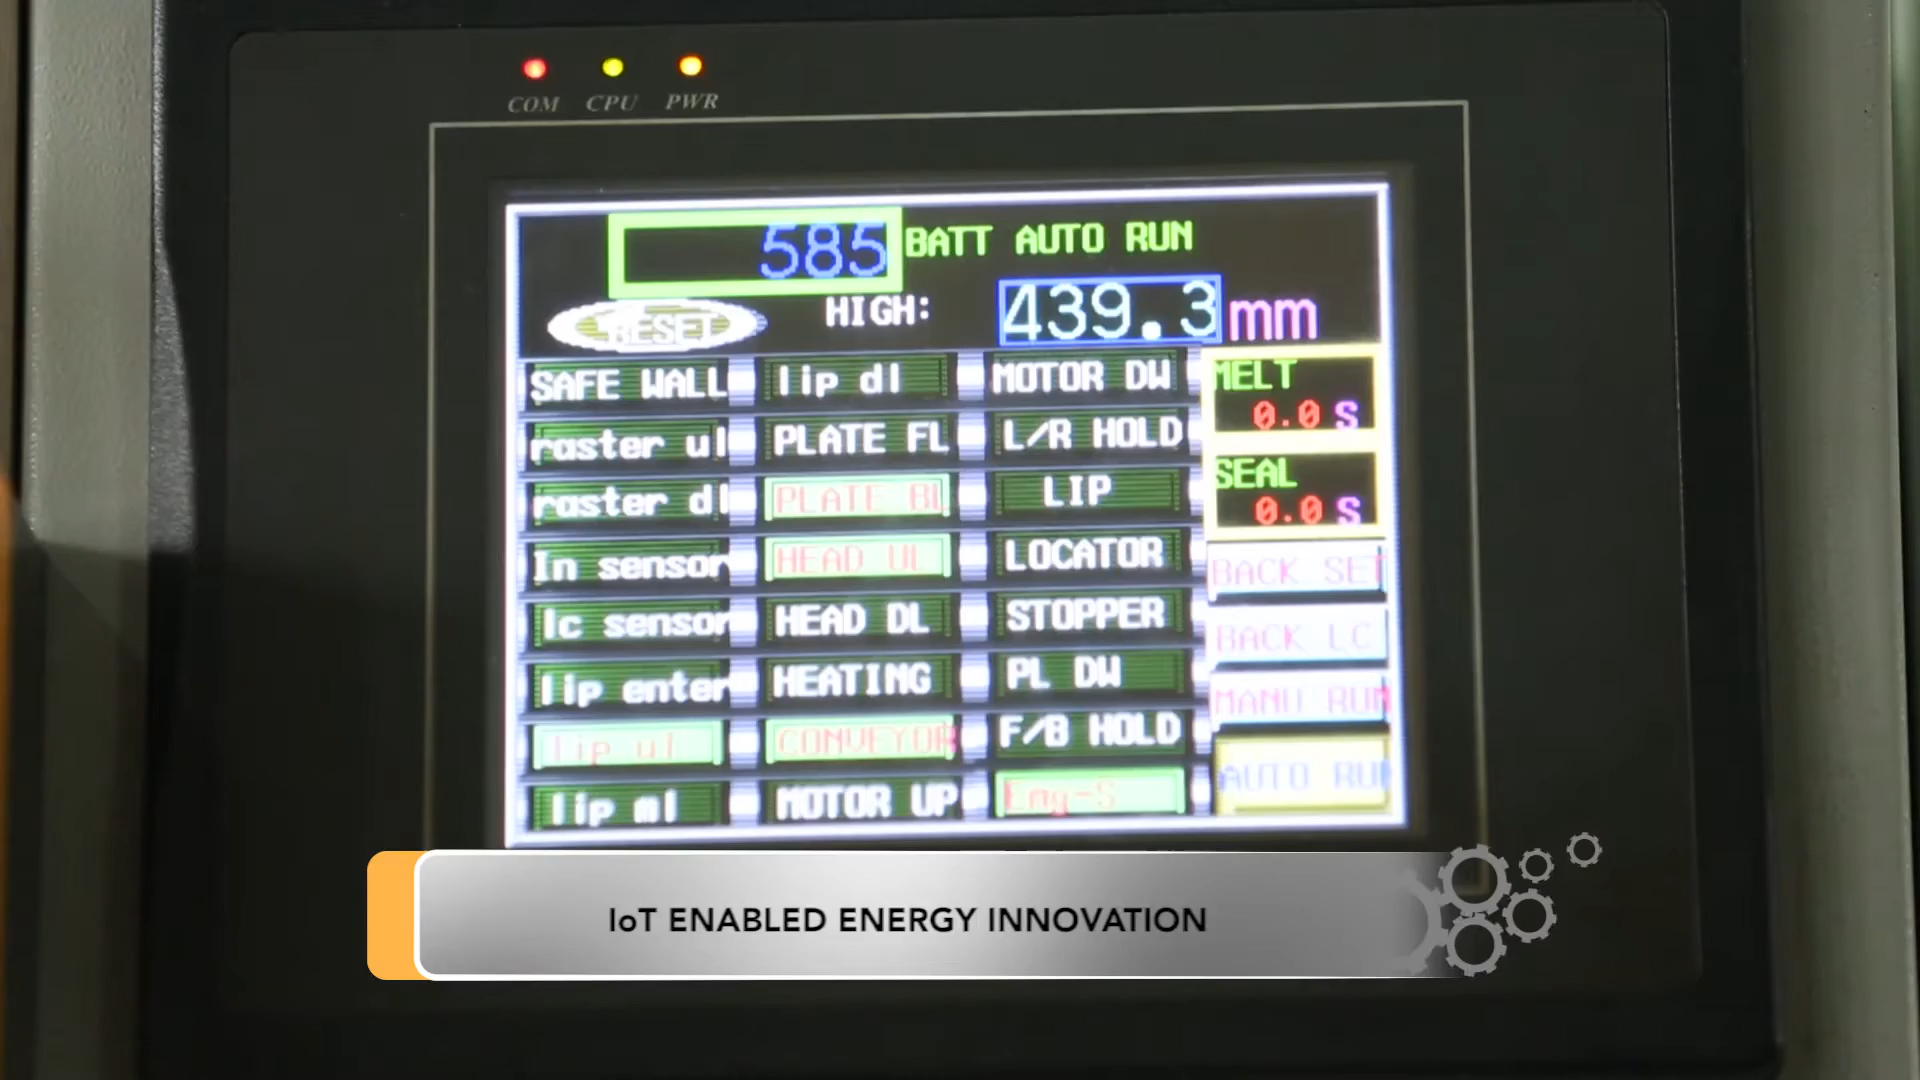 COM CPU PWR
585 BATT AUTO RUN
RESET HIGH: 439.3 mm
SAFE WALL lip dl MOTOR DW MELT
0.0 S
raster ul PLATE FL L/R HOLD
raster dl PLATE BL LIP SEAL
0.0 S
In sensor HEAD UL LOCATOR BACK SET
lc sensor HEAD DL STOPPER BACK LC
lip enter HEATING PL DW MANU RUN
lip ul CONVEYOR F/B HOLD AUTO RUN
lip ml MOTOR UP Emg-S
IoT ENABLED ENERGY INNOVATION